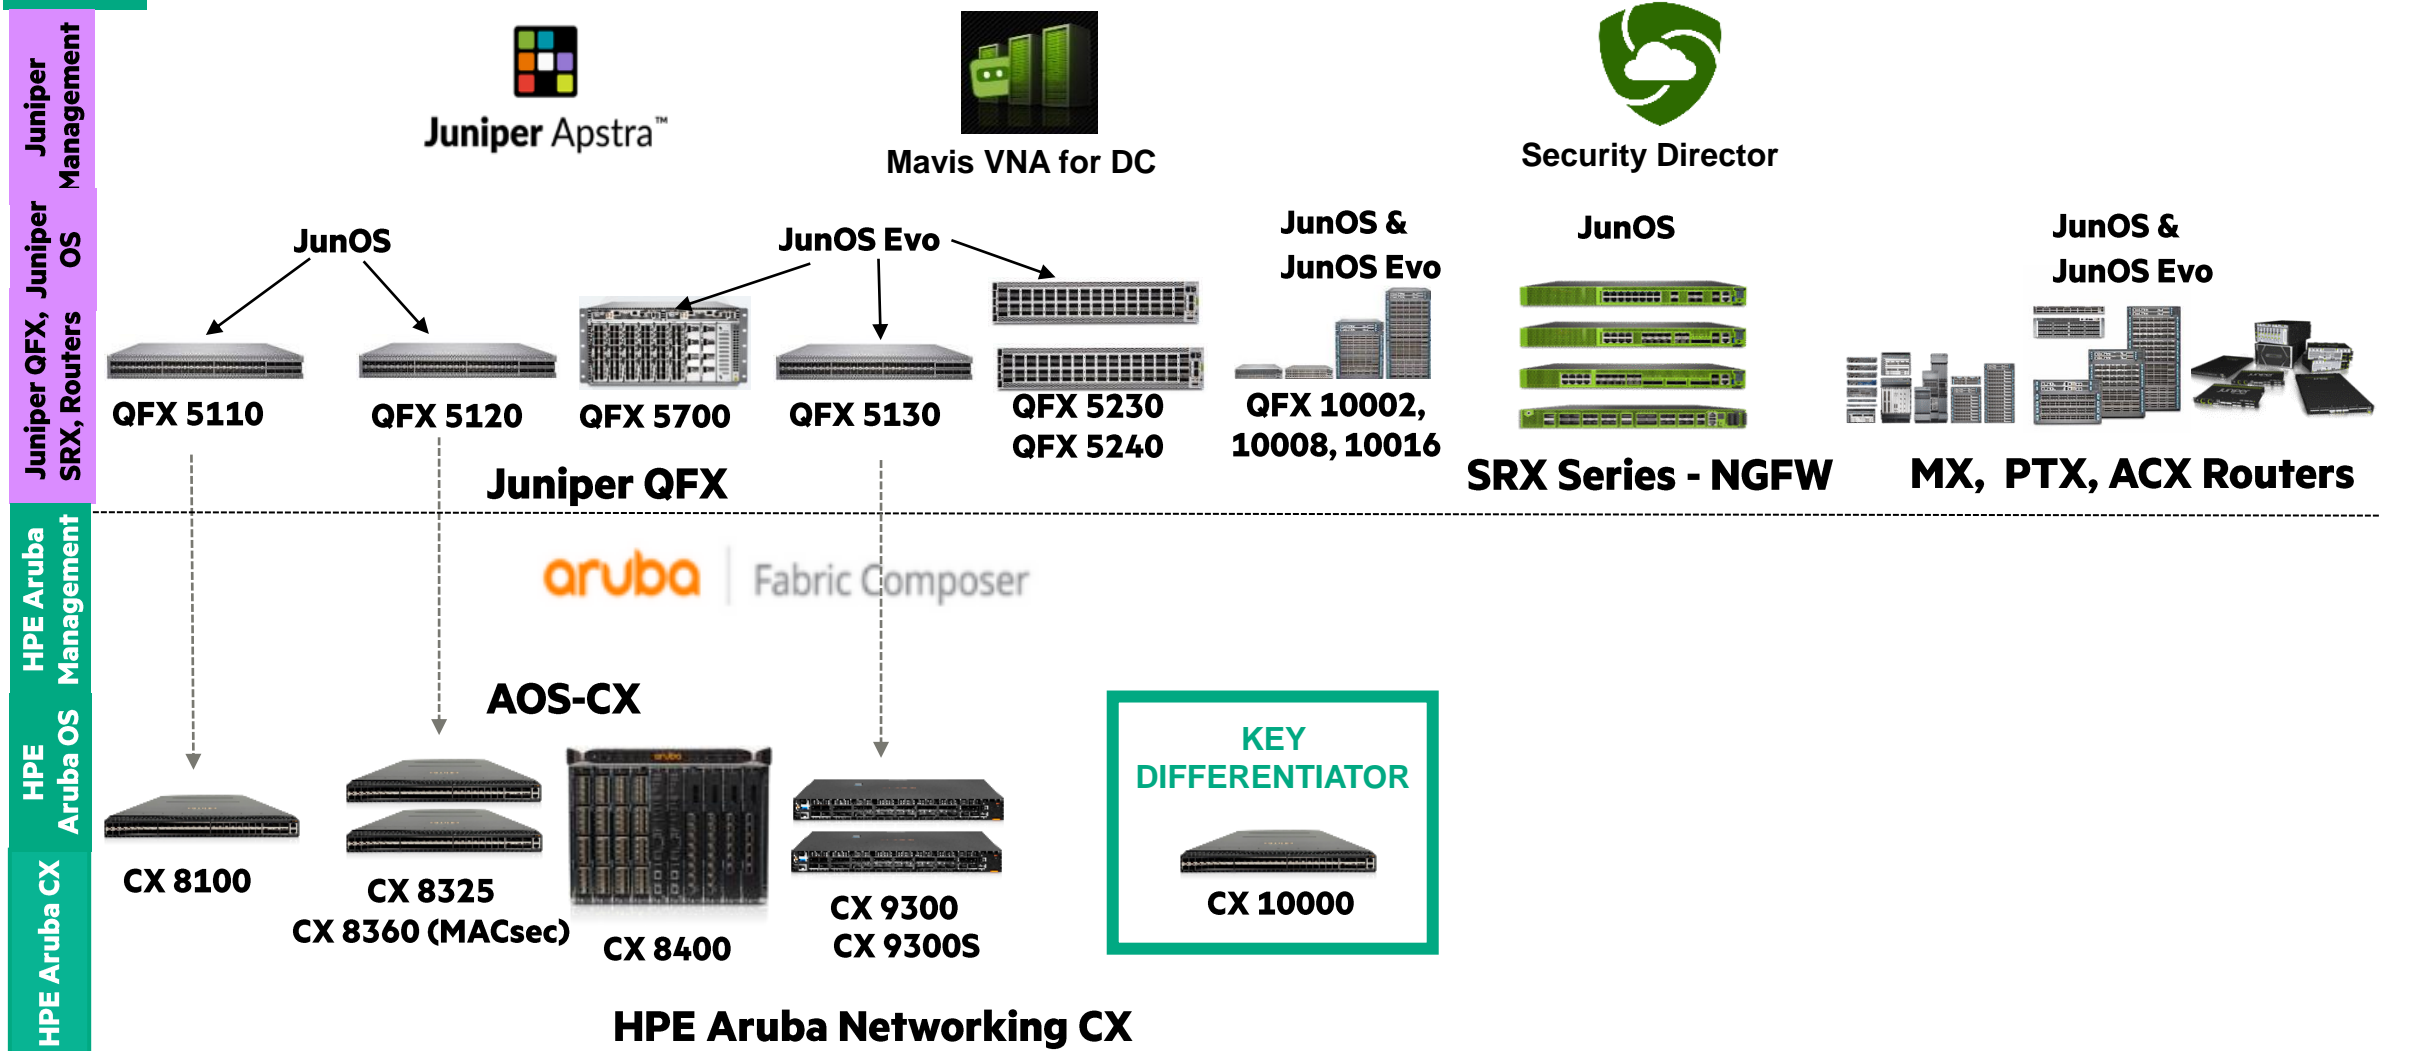 Juniper
Management
Juniper Apstra™
Mavis VNA for DC
Security Director
Juniper
OS
JunOS
JunOS Evo
JunOS &
JunOS Evo
JunOS
JunOS &
JunOS Evo
Juniper QFX,
SRX, Routers
QFX 5110
QFX 5120
QFX 5700
QFX 5130
QFX 5230
QFX 5240
QFX 10002,
10008, 10016
Juniper QFX
SRX Series - NGFW
MX, PTX, ACX Routers
HPE Aruba
Management
aruba | Fabric Composer
HPE
Aruba OS
AOS-CX
KEY
DIFFERENTIATOR
HPE Aruba CX
aruba
CX 8100
CX 8325
CX 8360 (MACsec)
CX 8400
CX 9300
CX 9300S
CX 10000
HPE Aruba Networking CX